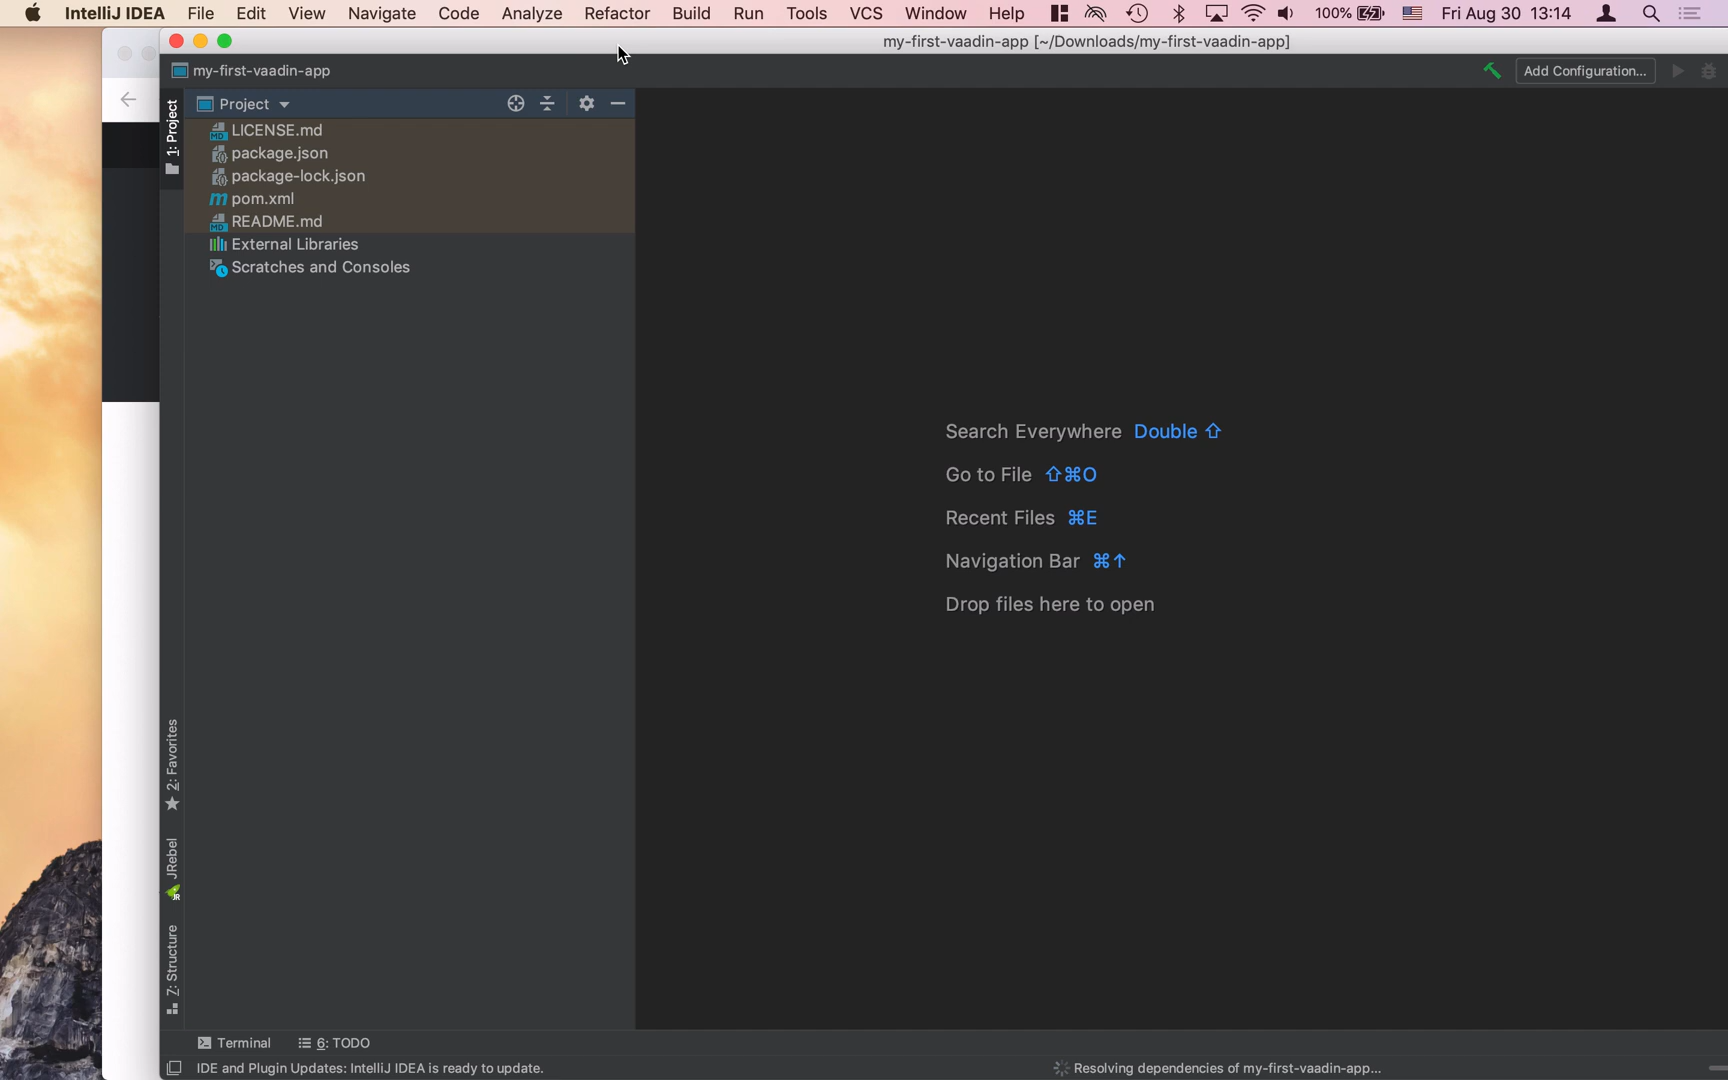 IntelliJ IDEA File Edit View Navigate Code Analyze Refactor Build Run Tools VCS Window Help 100% Fri Aug 30 13:14
my-first-vaadin-app [~/Downloads/my-first-vaadin-app]
my-first-vaadin-app Add Configuration...
1: Project
Project
LICENSE.md
package.json
package-lock.json
pom.xml
README.md
External Libraries
Scratches and Consoles
Search Everywhere Double ⇧
Go to File ⇧⌘O
Recent Files ⌘E
Navigation Bar ⌘↑
Drop files here to open
2: Favorites
JRebel
Z: Structure
Terminal 6: TODO
IDE and Plugin Updates: IntelliJ IDEA is ready to update. Resolving dependencies of my-first-vaadin-app...